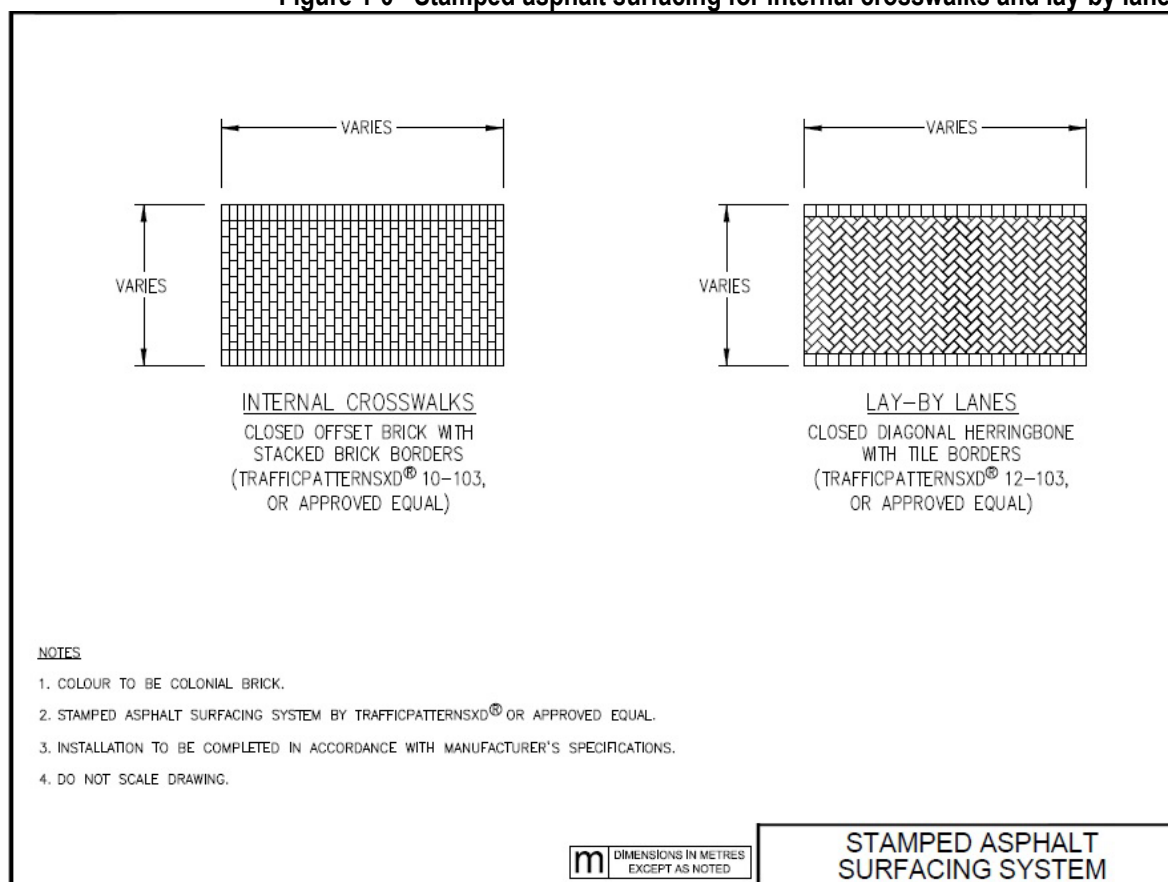 Stamped asphalt surfacing for internal crosswalks and lay-by lane
VARIES
VARIES
INTERNAL CROSSWALKS
CLOSED OFFSET BRICK WITH
STACKED BRICK BORDERS
(TRAFFICPATTERNSXD® 10-103,
OR APPROVED EQUAL)
VARIES
VARIES
LAY-BY LANES
CLOSED DIAGONAL HERRINGBONE
WITH TILE BORDERS
(TRAFFICPATTERNSXD® 12-103,
OR APPROVED EQUAL)
NOTES
1. COLOUR TO BE COLONIAL BRICK.
2. STAMPED ASPHALT SURFACING SYSTEM BY TRAFFICPATTERNSXD® OR APPROVED EQUAL.
3. INSTALLATION TO BE COMPLETED IN ACCORDANCE WITH MANUFACTURER'S SPECIFICATIONS.
4. DO NOT SCALE DRAWING.
m DIMENSIONS IN METRES
EXCEPT AS NOTED
STAMPED ASPHALT
SURFACING SYSTEM